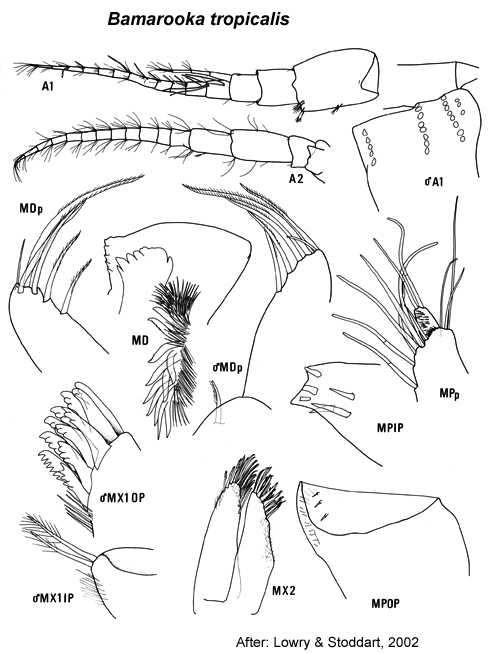 Bamarooka tropicalis
A1
A2
♂A1
MDp
MD
♂MDp
MPp
MPIP
♂MX1OP
♂MX1IP
MX2
MPOP
After: Lowry & Stoddart, 2002